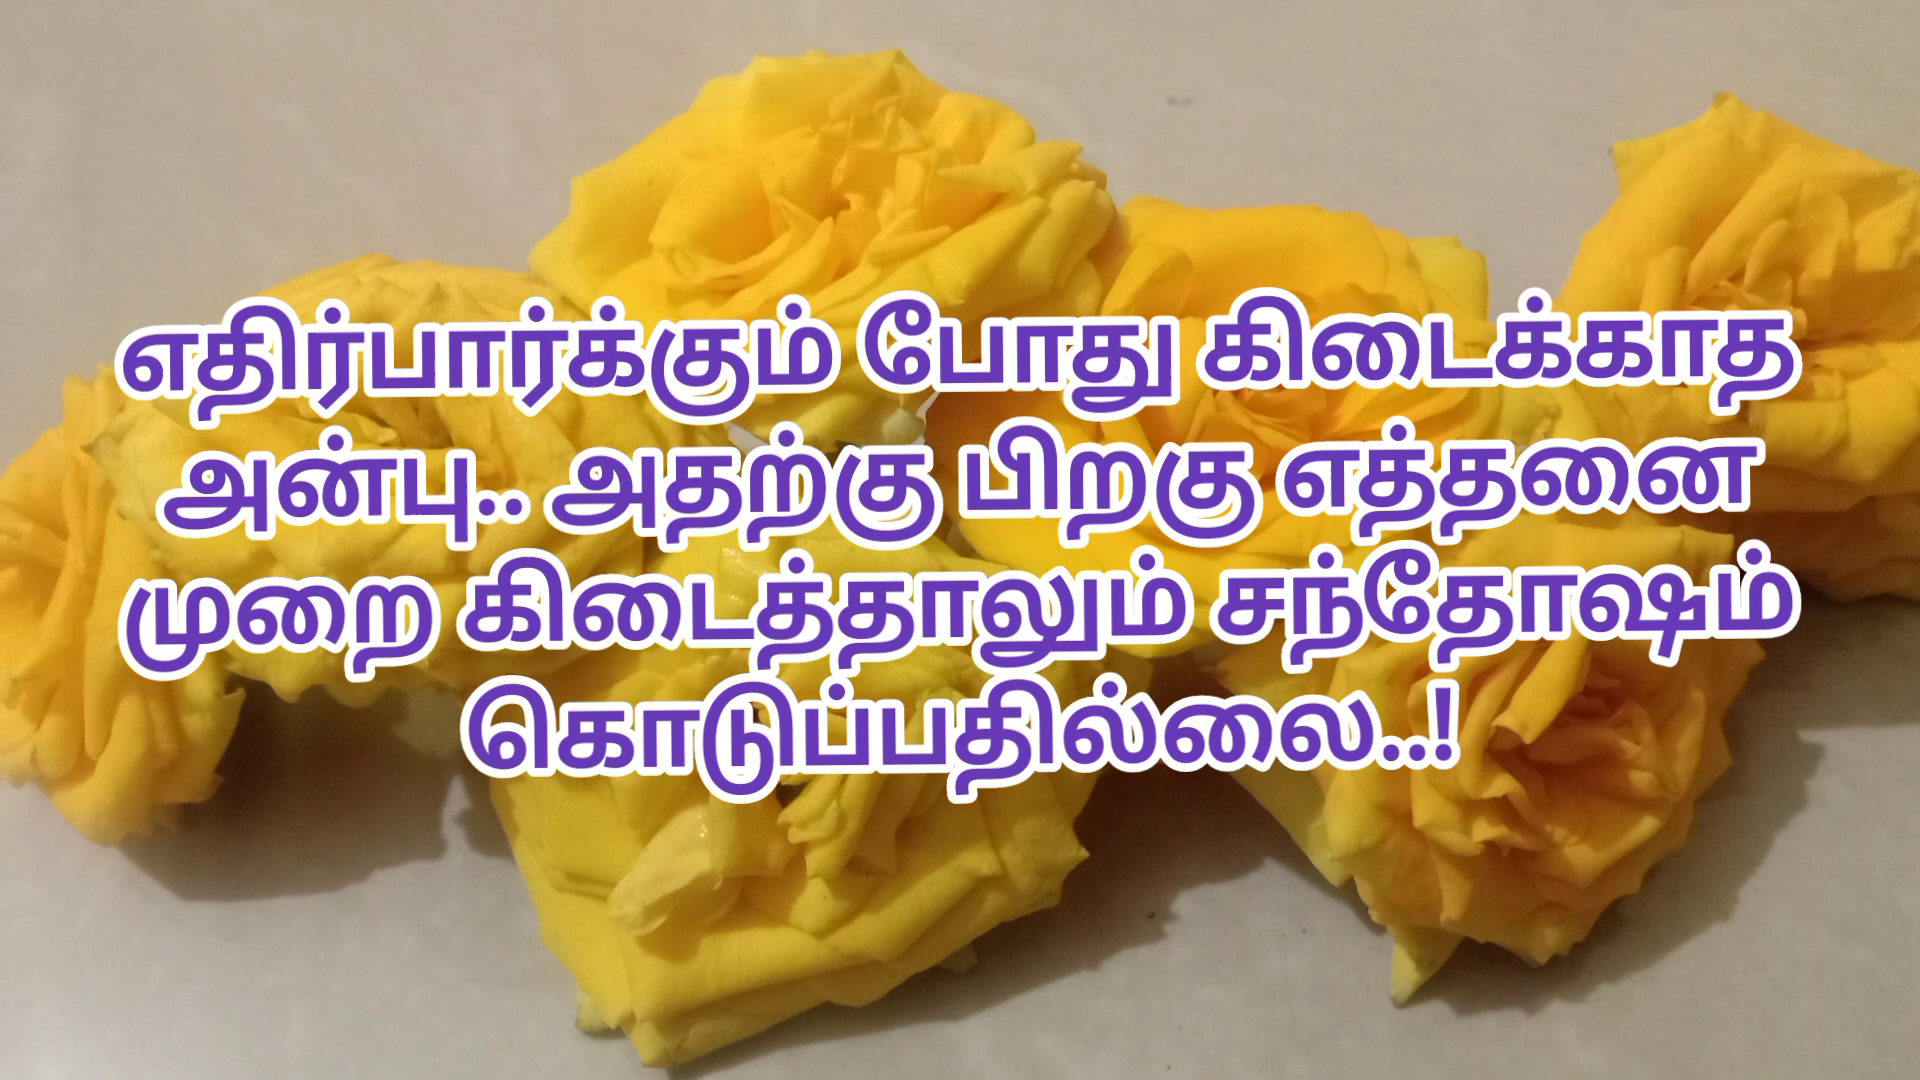 எதிர்பார்க்கும் போது கிடைக்காத
அன்பு.. அதற்கு பிறகு எத்தனை
முறை கிடைத்தாலும் சந்தோஷம்
கொடுப்பதில்லை..!